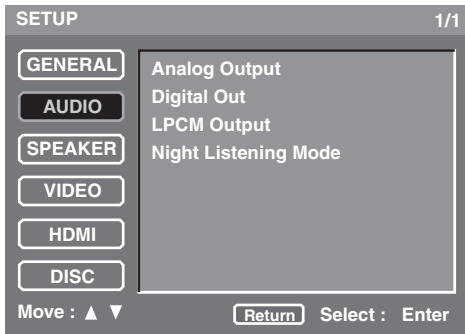 SETUP 1/1
GENERAL
AUDIO
SPEAKER
VIDEO
HDMI
DISC
Analog Output
Digital Out
LPCM Output
Night Listening Mode
Move : ▲ ▼ Return Select : Enter